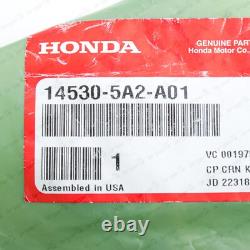 HONDA
GENUINE PART
Honda Motor Co.,
14530-5A2-A01
1
VC 00197
CP CRN K
JD 22318
Assembled in USA